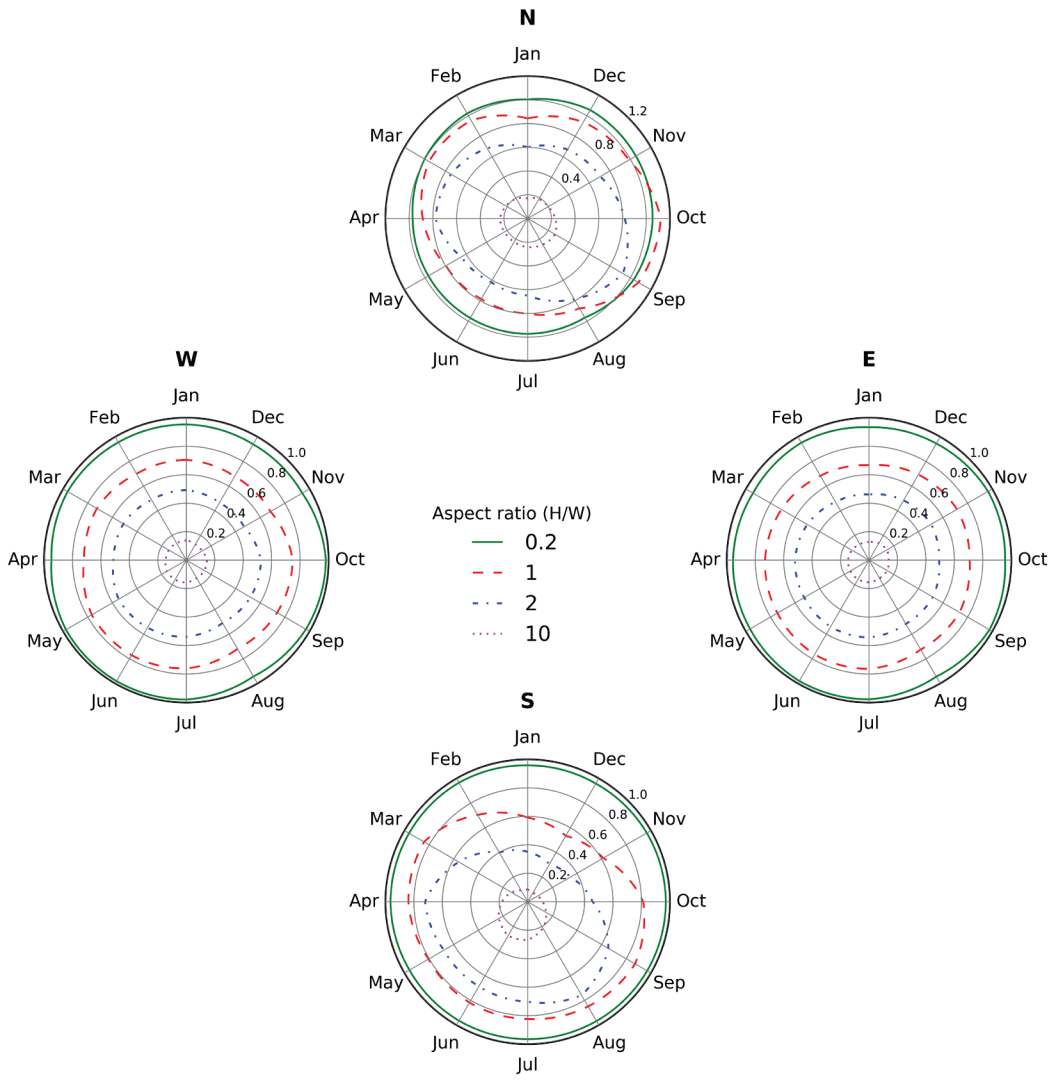 N
Jan
Feb
Dec
1.2
Mar
Nov
0.8
0.4
Apr
Oct
May
Sep
Jun
Aug
Jul
W
Jan
Feb
Dec
1.0
Mar
0.8
Nov
0.6
0.4
0.2
Apr
Oct
May
Sep
Jun
Aug
Jul
E
Jan
Feb
Dec
1.0
Mar
0.8
Nov
0.6
0.4
0.2
Apr
Oct
May
Sep
Jun
Aug
Jul
Aspect ratio (H/W)
0.2
1
2
10
S
Jan
Feb
Dec
1.0
Mar
0.8
Nov
0.6
0.4
0.2
Apr
Oct
May
Sep
Jun
Aug
Jul